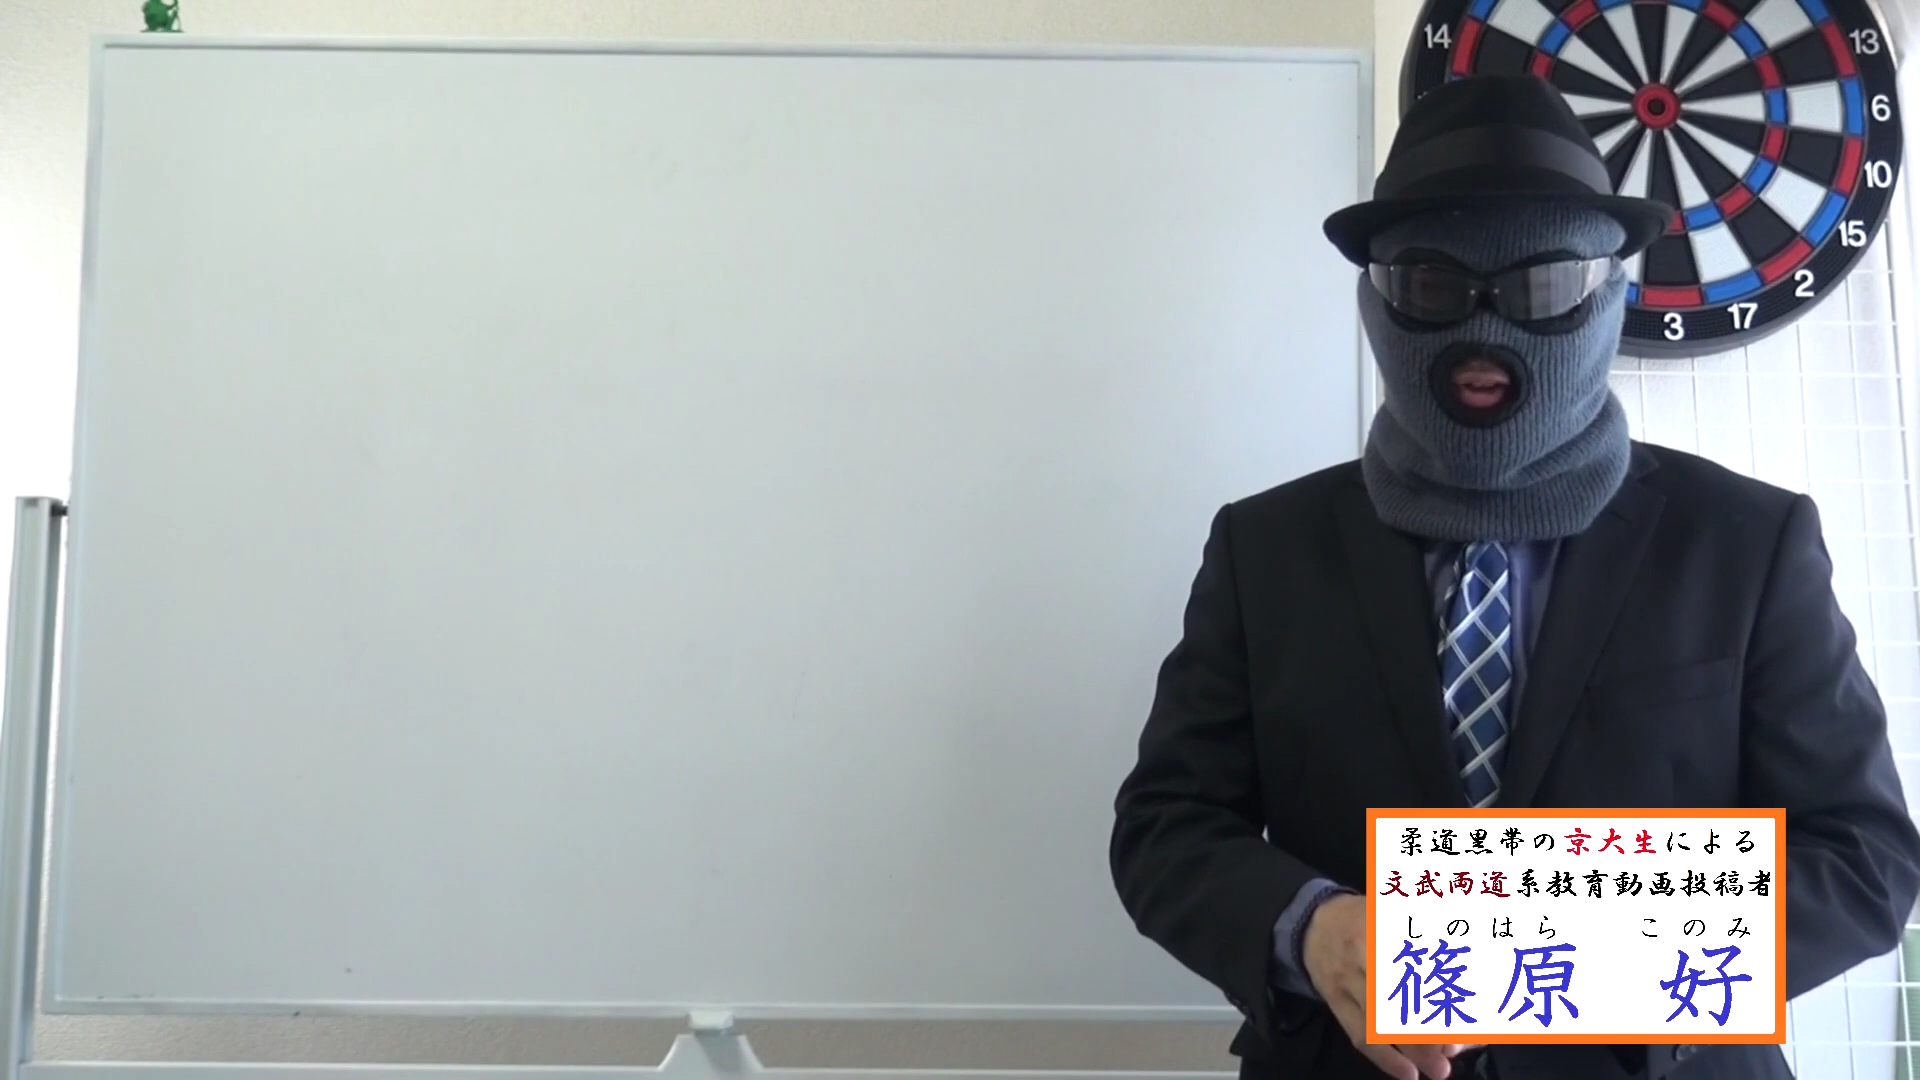 14
13
6
10
15
2
17
3
柔道黒帯の京大生による
文武両道系教育動画投稿者
しのはら このみ
篠原 好